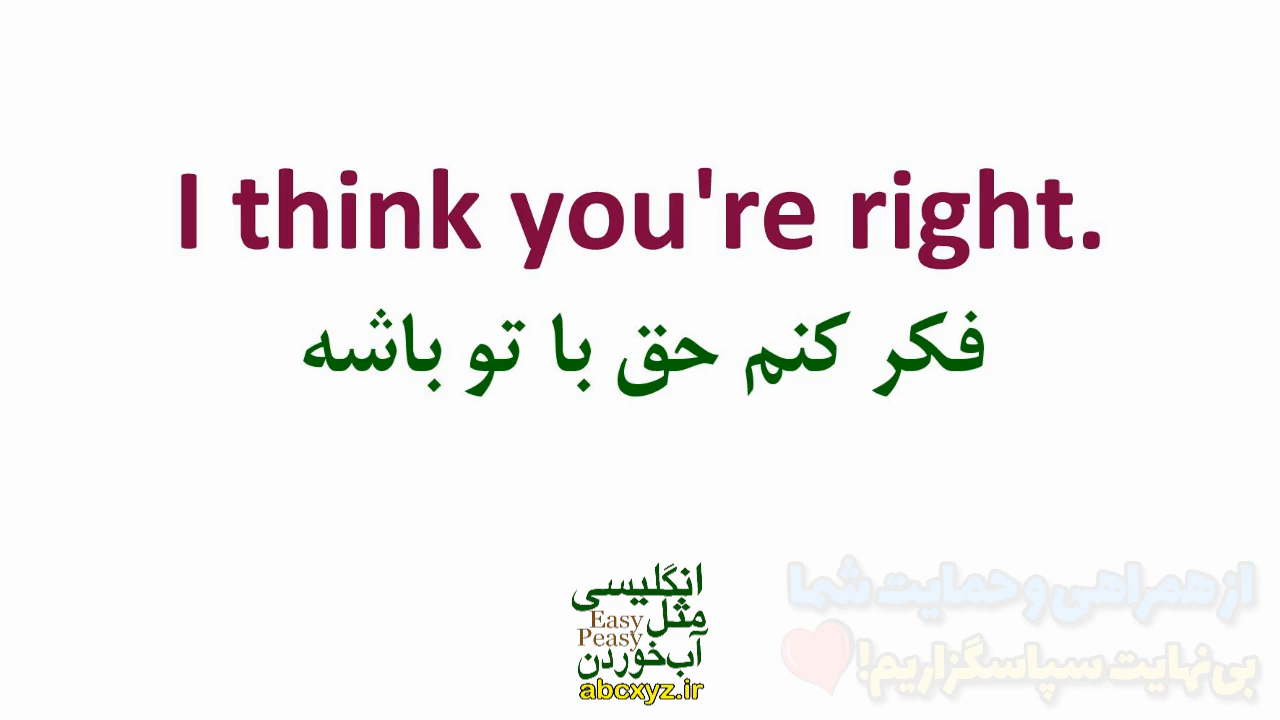 I think you're right.
فکر کنم حق با تو باشه
انگلیسی
مثل
Easy
Peasy
آب‌خوردن
abcxyz.ir
از همراهی و حمایت شما
بی‌نهایت سپاسگزاریم!